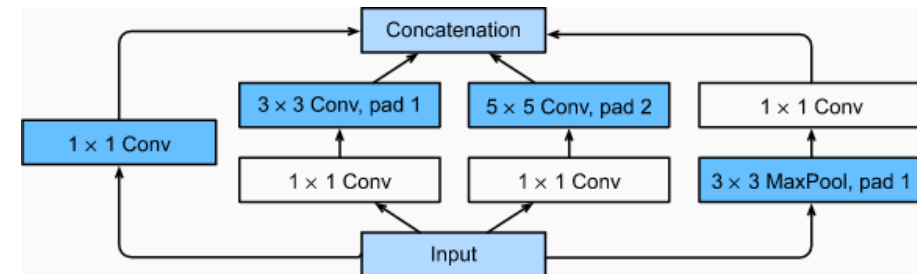 Concatenation
3 × 3 Conv, pad 1
5 × 5 Conv, pad 2
1 × 1 Conv
1 × 1 Conv
1 × 1 Conv
1 × 1 Conv
3 × 3 MaxPool, pad 1
Input